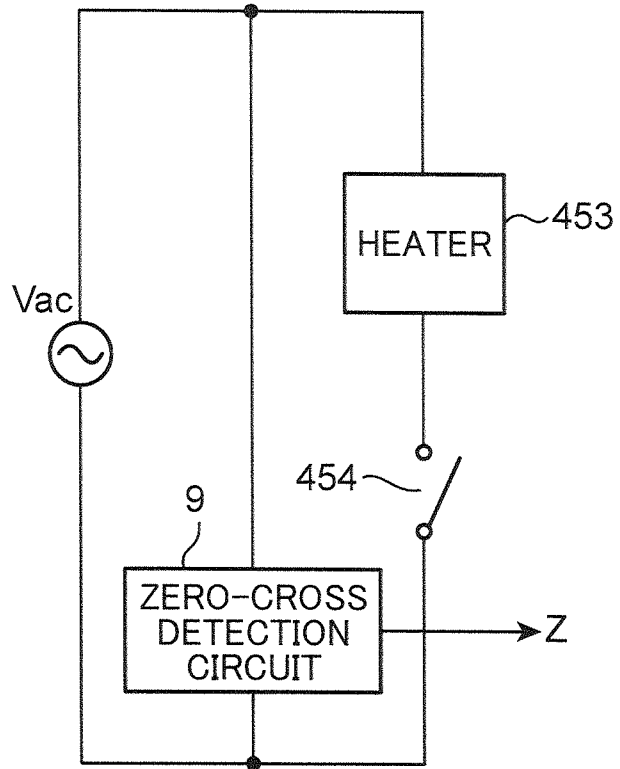 HEATER
453
Vac
454
9
ZERO-CROSS
DETECTION
CIRCUIT
Z